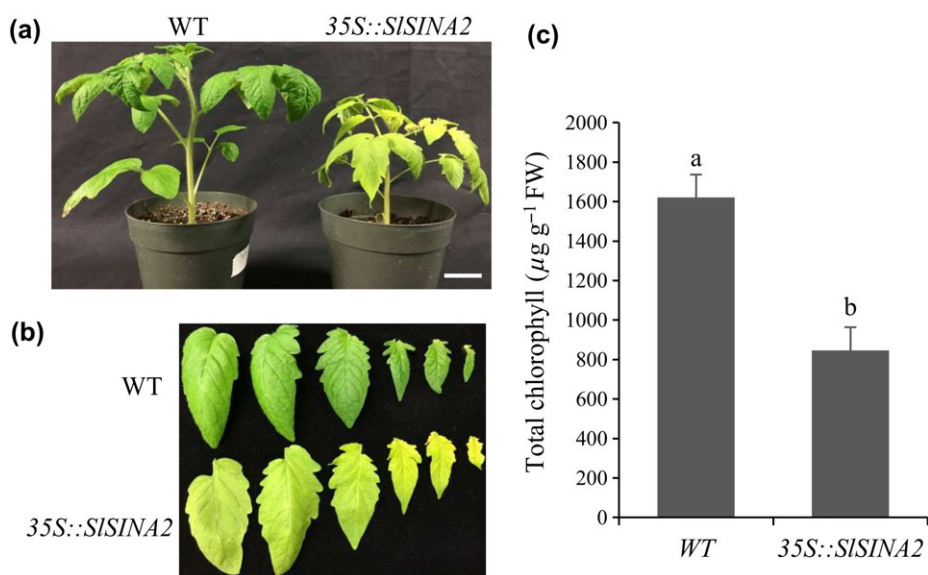 (a)
WT
35S::SlSINA2
(b)
WT
35S::SlSINA2
(c)
Total chlorophyll (µg g⁻¹ FW)
2000
1800
1600
1400
1200
1000
800
600
400
200
0
a
b
WT
35S::SlSINA2